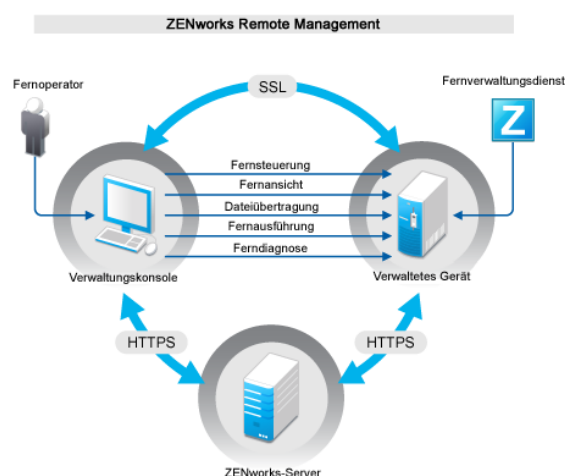 ZENworks Remote Management
Fernoperator
SSL
Fernverwaltungsdienst
Z
Fernsteuerung
Fernansicht
Dateiübertragung
Fernausführung
Ferndiagnose
Verwaltungskonsole
Verwaltetes Gerät
HTTPS
HTTPS
ZENworks-Server